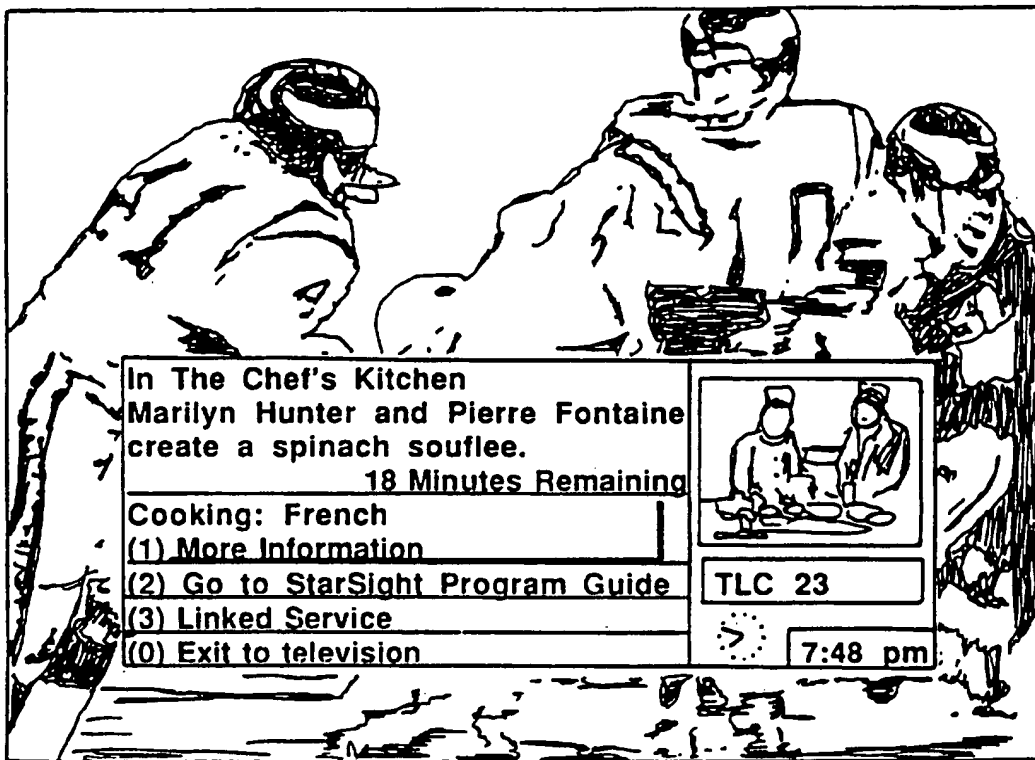 In The Chef's Kitchen
Marilyn Hunter and Pierre Fontaine
create a spinach souflee.
18 Minutes Remaining
Cooking: French
(1) More Information
(2) Go to StarSight Program Guide
(3) Linked Service
(0) Exit to television
TLC 23
7:48 pm